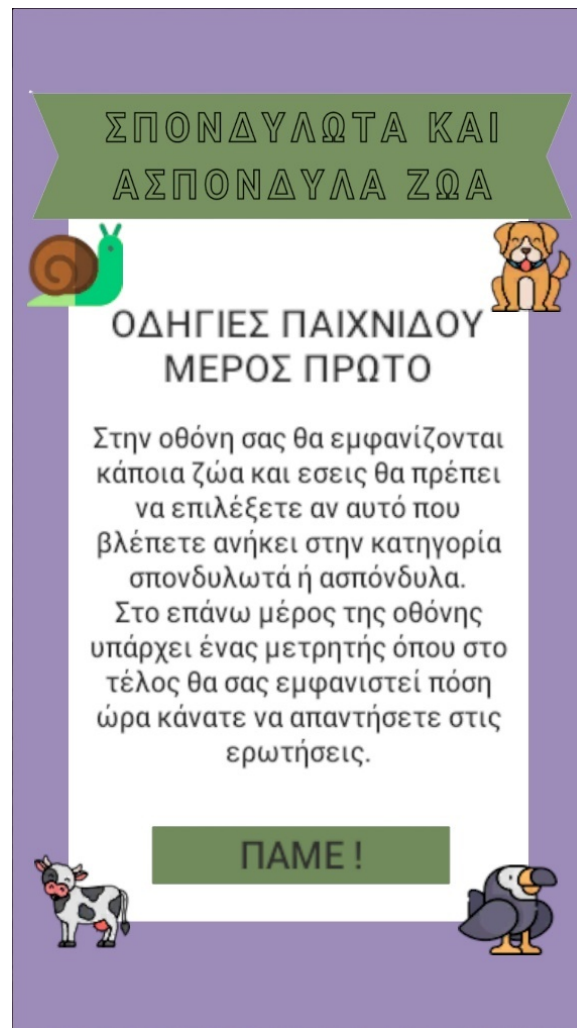 ΣΠΟΝΔΥΛΩΤΑ ΚΑΙ
ΑΣΠΟΝΔΥΛΑ ΖΩΑ
ΟΔΗΓΙΕΣ ΠΑΙΧΝΙΔΟΥ
ΜΕΡΟΣ ΠΡΩΤΟ
Στην οθόνη σας θα εμφανίζονται
κάποια ζώα και εσεις θα πρέπει
να επιλέξετε αν αυτό που
βλέπετε ανήκει στην κατηγορία
σπονδυλωτά ή ασπόνδυλα.
Στο επάνω μέρος της οθόνης
υπάρχει ένας μετρητής όπου στο
τέλος θα σας εμφανιστεί πόση
ώρα κάνατε να απαντήσετε στις
ερωτήσεις.
ΠΑΜΕ !